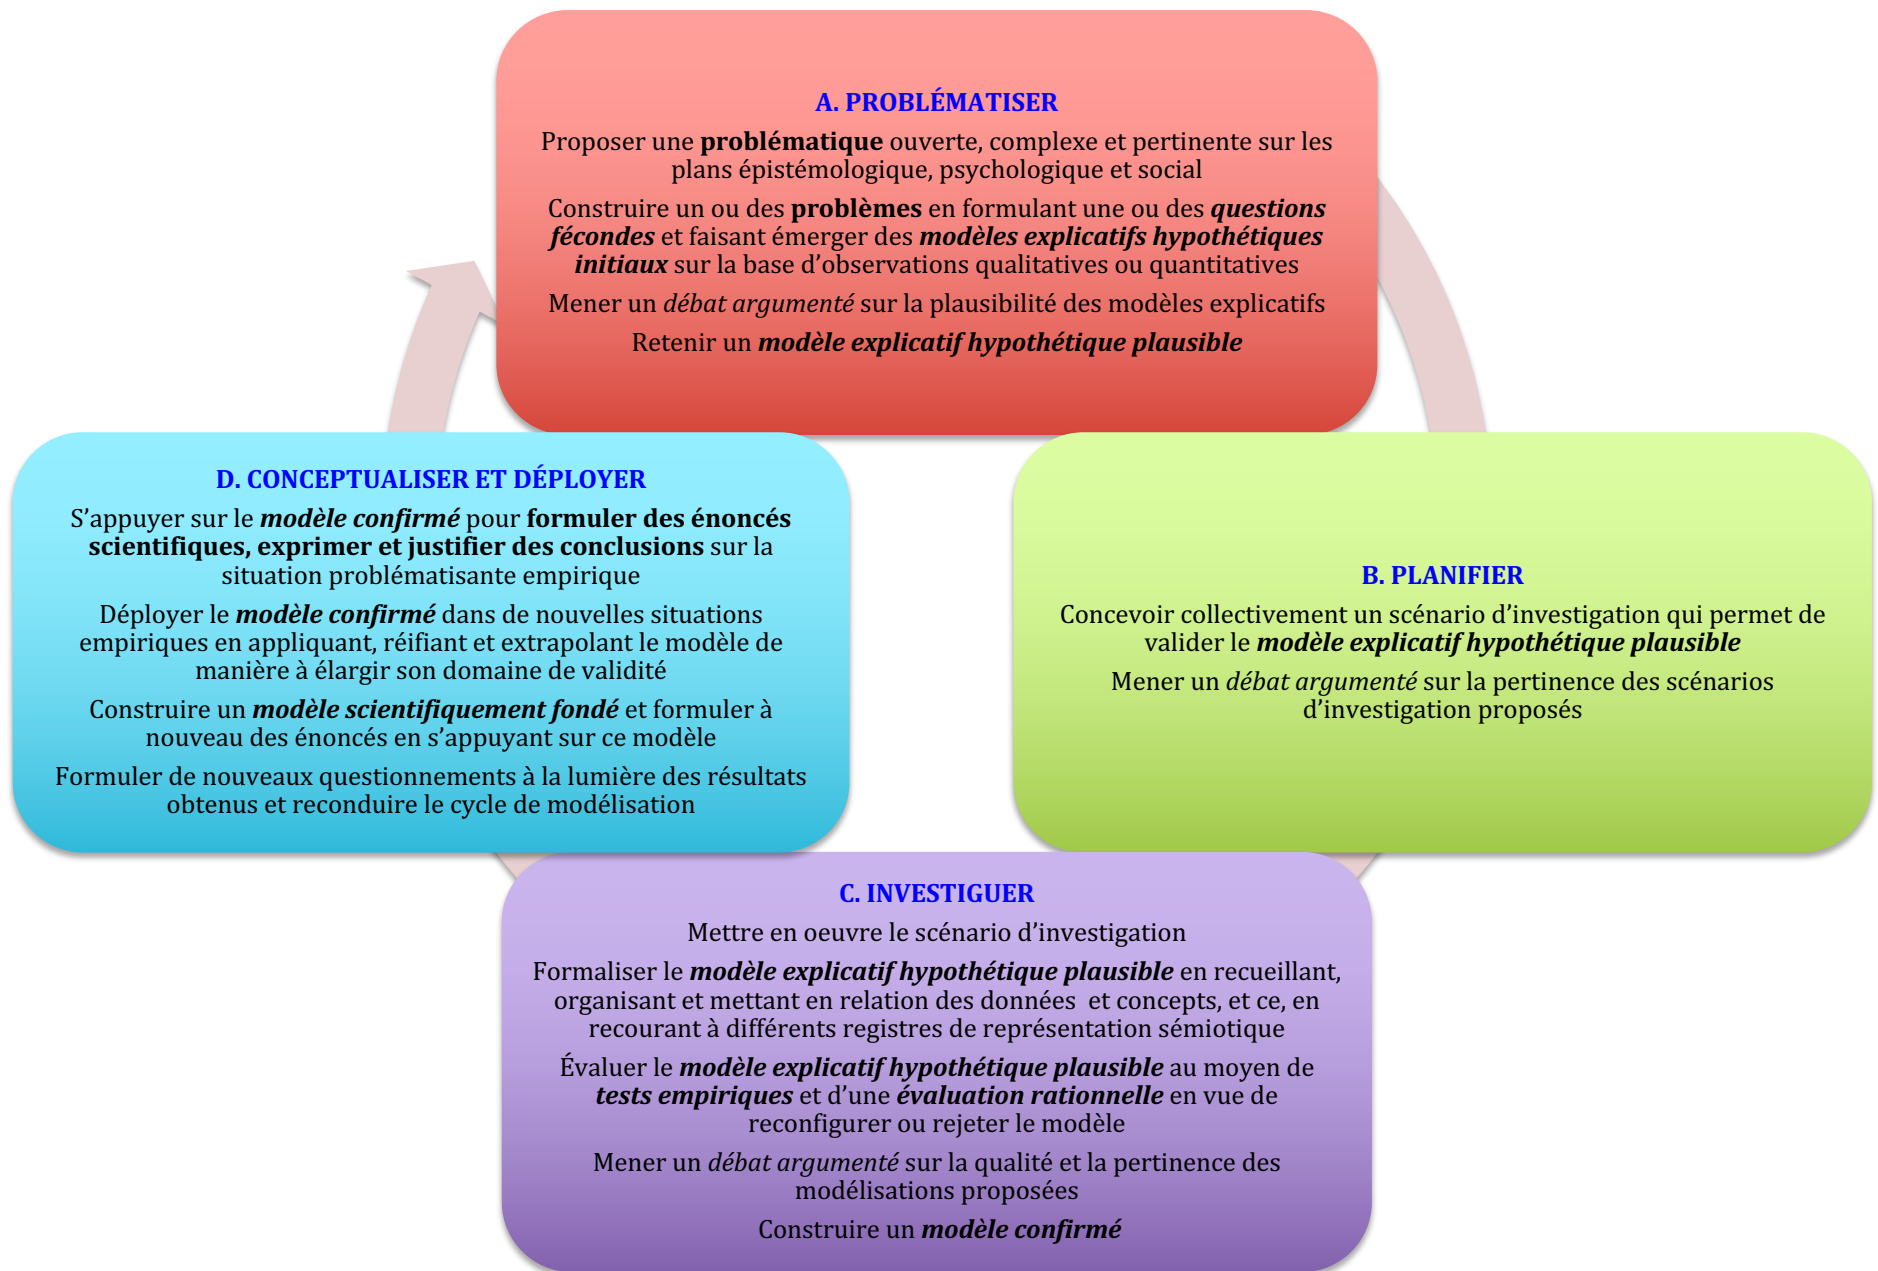 A. PROBLÉMATISER
Proposer une problématique ouverte, complexe et pertinente sur les
plans épistémologique, psychologique et social
Construire un ou des problèmes en formulant une ou des questions
fécondes et faisant émerger des modèles explicatifs hypothétiques
initiaux sur la base d’observations qualitatives ou quantitatives
Mener un débat argumenté sur la plausibilité des modèles explicatifs
Retenir un modèle explicatif hypothétique plausible
B. PLANIFIER
Concevoir collectivement un scénario d’investigation qui permet de
valider le modèle explicatif hypothétique plausible
Mener un débat argumenté sur la pertinence des scénarios
d’investigation proposés
C. INVESTIGUER
Mettre en oeuvre le scénario d’investigation
Formaliser le modèle explicatif hypothétique plausible en recueillant,
organisant et mettant en relation des données et concepts, et ce, en
recourant à différents registres de représentation sémiotique
Évaluer le modèle explicatif hypothétique plausible au moyen de
tests empiriques et d’une évaluation rationnelle en vue de
reconfigurer ou rejeter le modèle
Mener un débat argumenté sur la qualité et la pertinence des
modélisations proposées
Construire un modèle confirmé
D. CONCEPTUALISER ET DÉPLOYER
S’appuyer sur le modèle confirmé pour formuler des énoncés
scientifiques, exprimer et justifier des conclusions sur la
situation problématisante empirique
Déployer le modèle confirmé dans de nouvelles situations
empiriques en appliquant, réifiant et extrapolant le modèle de
manière à élargir son domaine de validité
Construire un modèle scientifiquement fondé et formuler à
nouveau des énoncés en s’appuyant sur ce modèle
Formuler de nouveaux questionnements à la lumière des résultats
obtenus et reconduire le cycle de modélisation